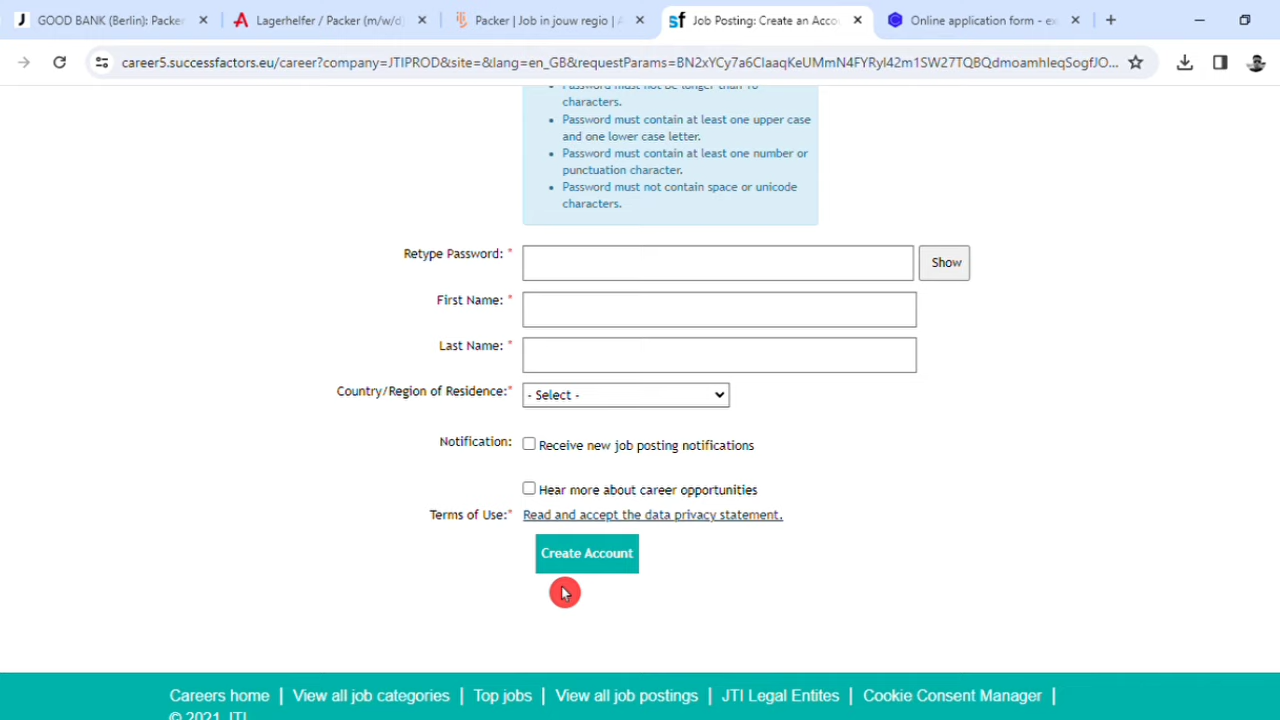 GOOD BANK (Berlin): Packer
Lagerhelfer / Packer (m/w/d)
Packer | Job in jouw regio |
sf Job Posting: Create an Acco
Online application form - ex
career5.successfactors.eu/career?company=JTIPROD&site=&lang=en_GB&requestParams=BN2xYCy7a6CIaaqKeUMmN4FYRyI42m1SW27TQBQdmoamhIeqSogfJO...
Password must not be longer than 18
characters.
Password must contain at least one upper case
and one lower case letter.
Password must contain at least one number or
punctuation character.
Password must not contain space or unicode
characters.
Retype Password: *
Show
First Name: *
Last Name: *
Country/Region of Residence:*
- Select -
Notification:
Receive new job posting notifications
Hear more about career opportunities
Terms of Use:*
Read and accept the data privacy statement.
Create Account
Careers home | View all job categories | Top jobs | View all job postings | JTI Legal Entites | Cookie Consent Manager |
© 2021 JTI